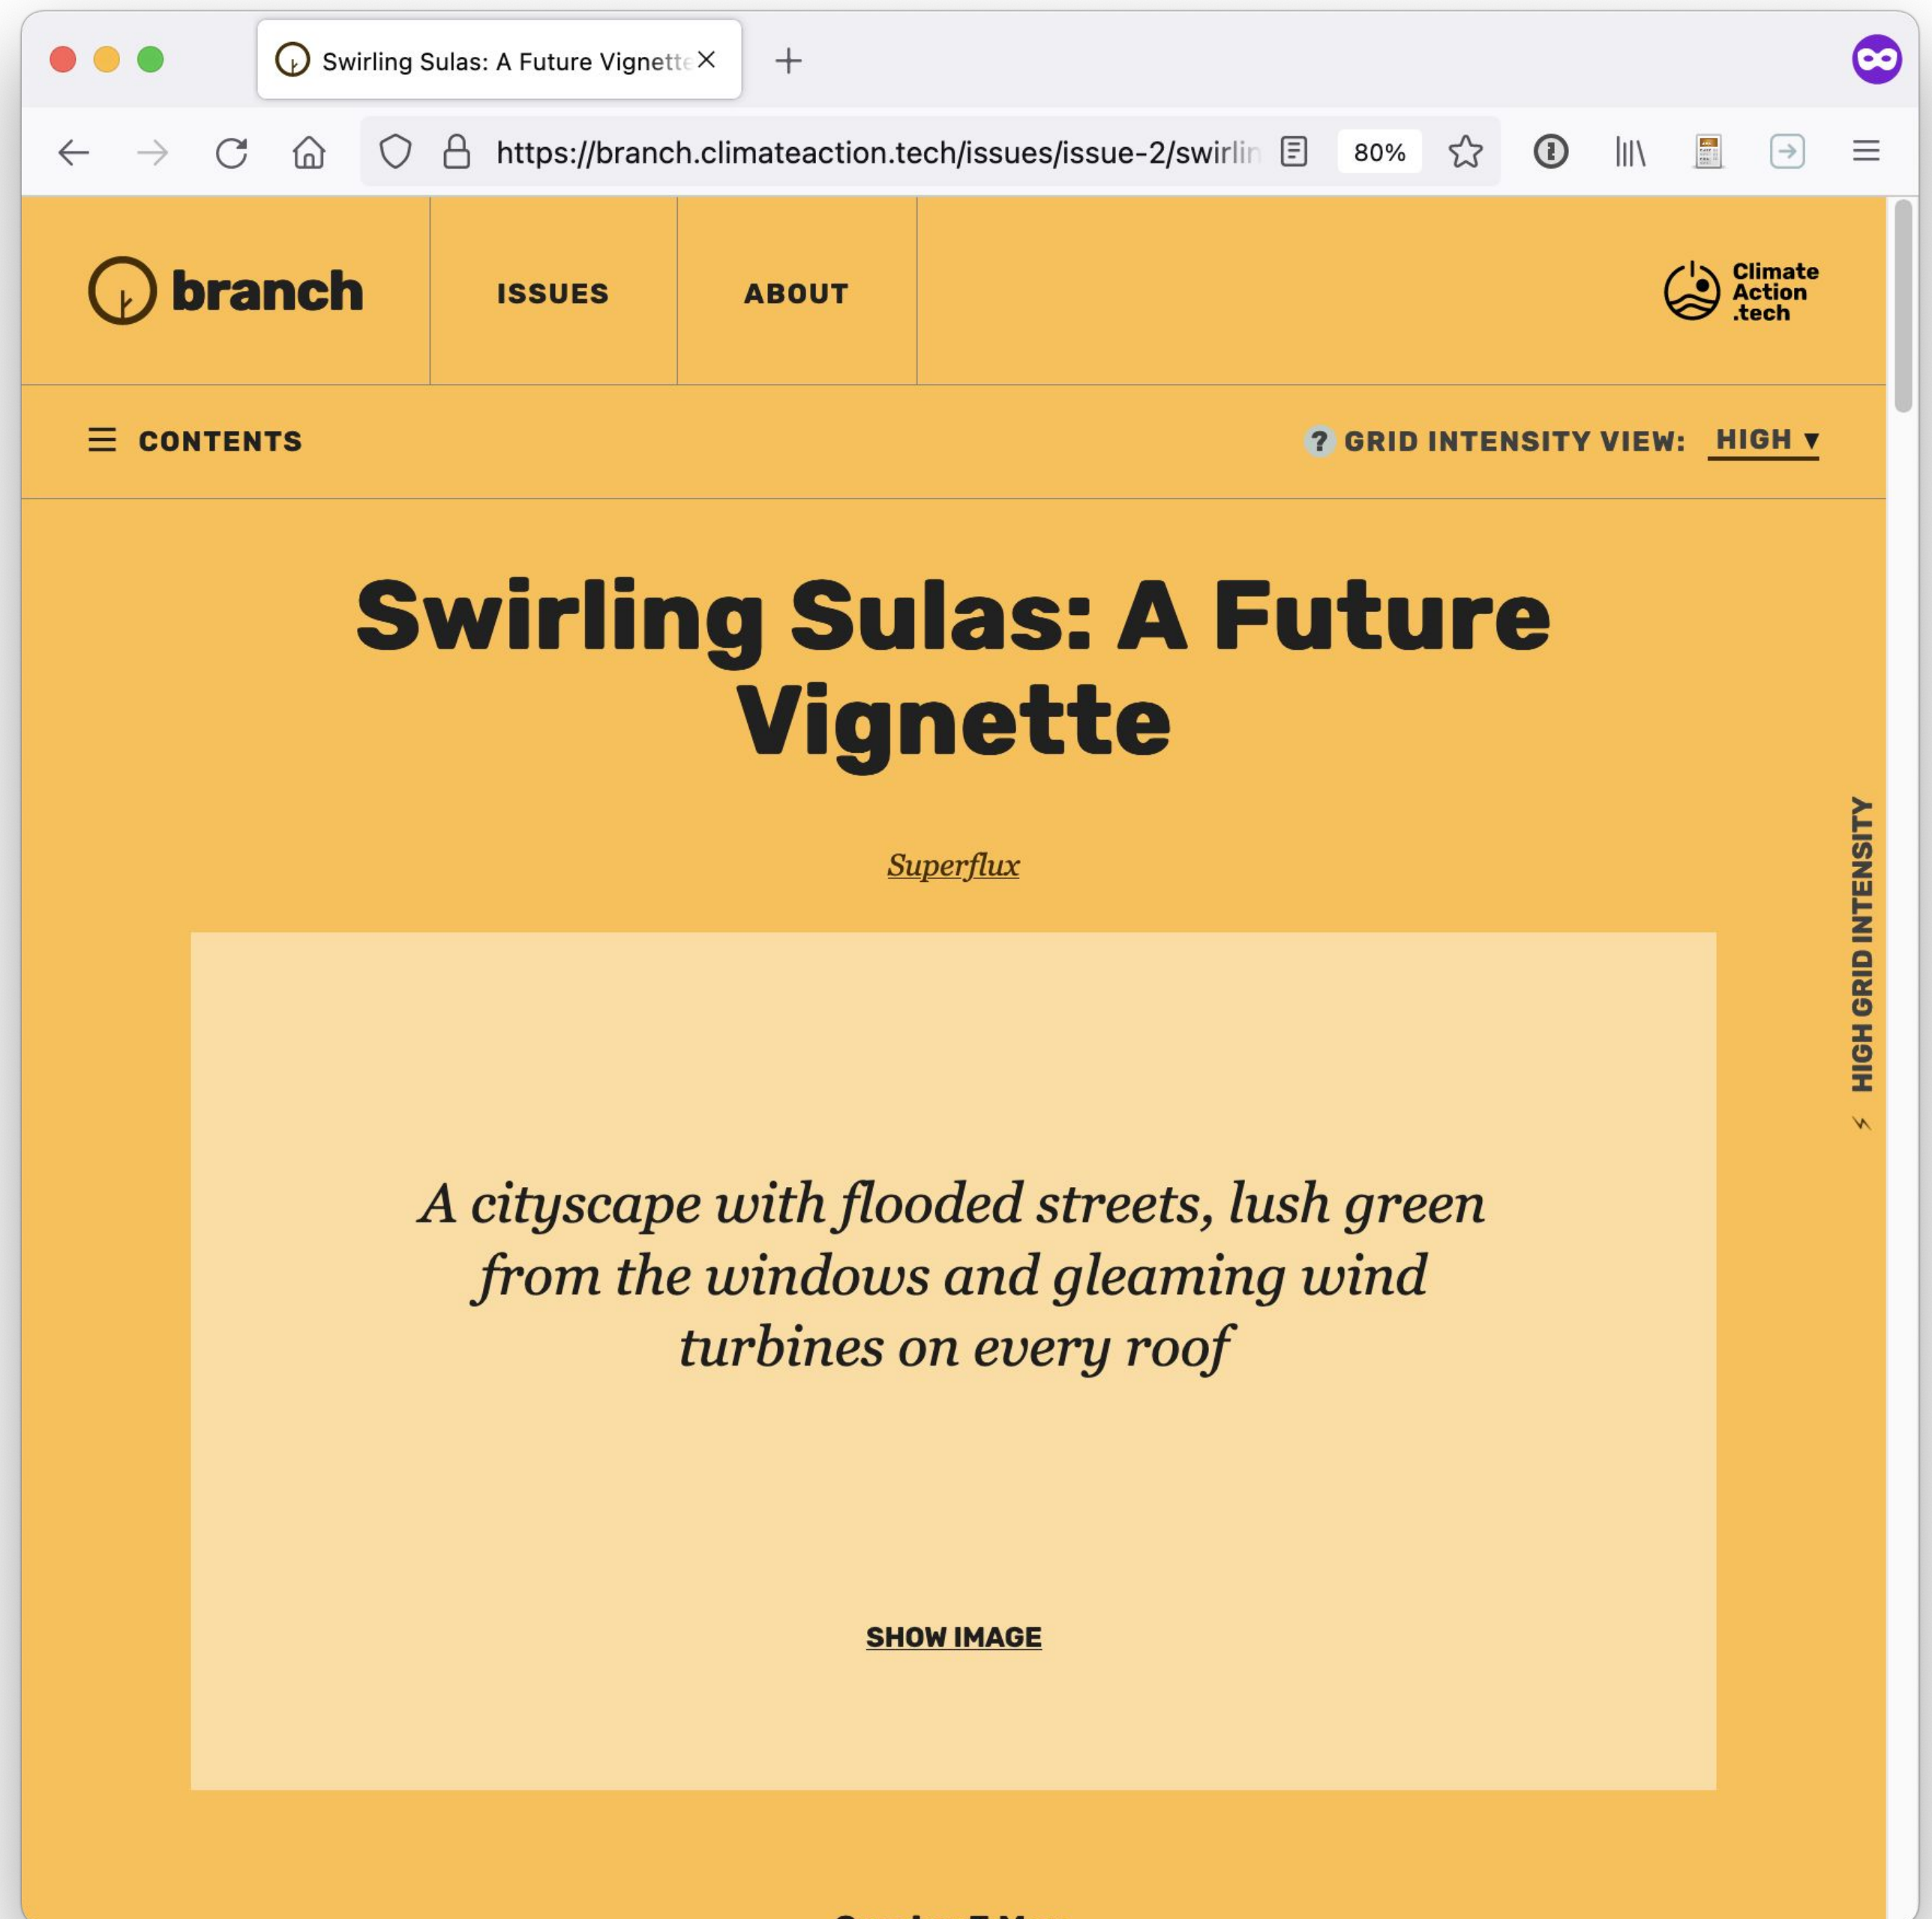 Swirling Sulas: A Future Vignette
https://branch.climateaction.tech/issues/issue-2/swirlin
80%
branch
ISSUES
ABOUT
Climate
Action
.tech
CONTENTS
? GRID INTENSITY VIEW: HIGH ▼
Swirling Sulas: A Future
Vignette
Superflux
HIGH GRID INTENSITY
A cityscape with flooded streets, lush green
from the windows and gleaming wind
turbines on every roof
SHOW IMAGE